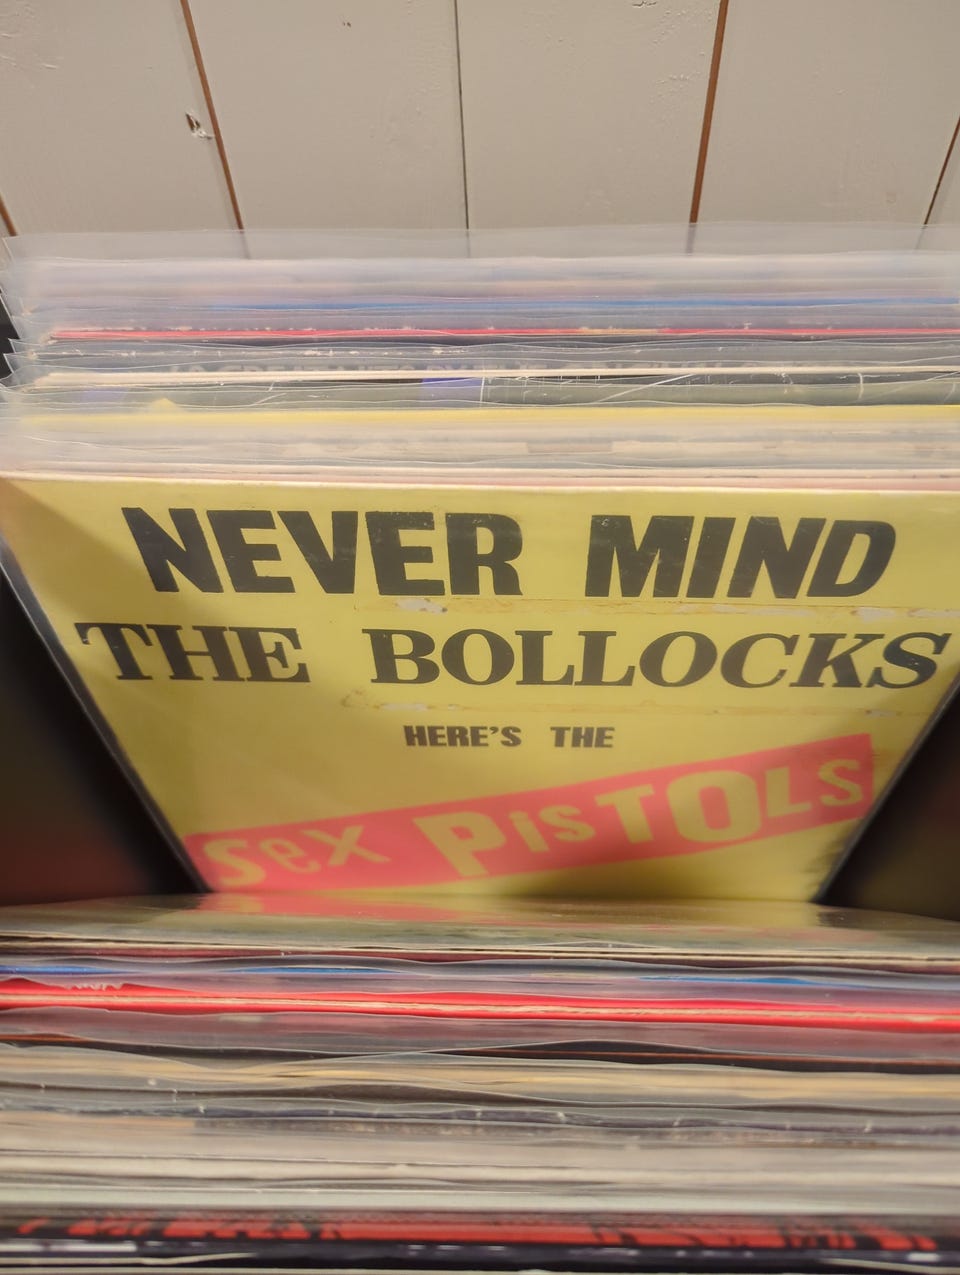 NEVER MIND
THE BOLLOCKS
HERE'S THE
Sex PisTOLS